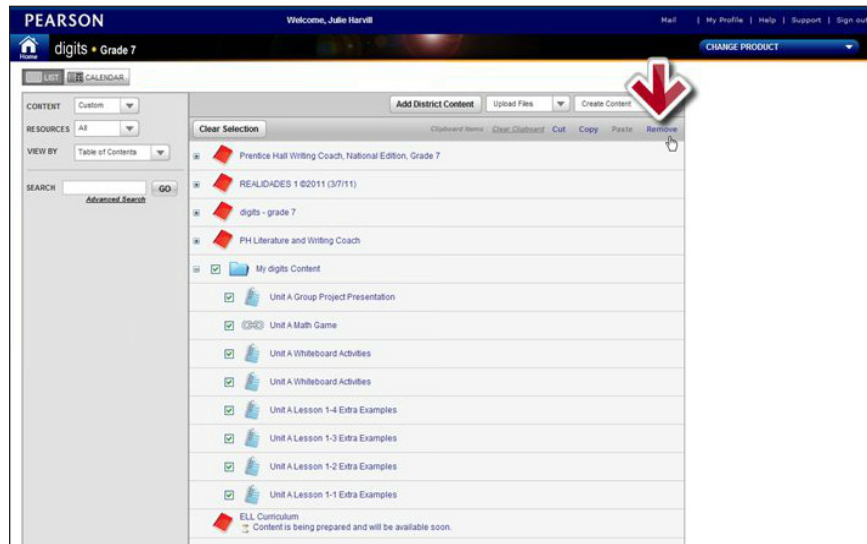 PEARSON Welcome, Julie Harvill Mail | My Profile | Help | Support | Sign out
Home digits • Grade 7 CHANGE PRODUCT
LIST CALENDAR
CONTENT Custom
RESOURCES All
VIEW BY Table of Contents
SEARCH GO
Advanced Search
Add District Content Upload Files Create Content
Clear Selection Clipboard Items Clear Clipboard Cut Copy Paste Remove
Prentice Hall Writing Coach, National Edition, Grade 7
REALIDADES 1 ©2011 (3/7/11)
digits - grade 7
PH Literature and Writing Coach
My digits Content
Unit A Group Project Presentation
Unit A Math Game
Unit A Whiteboard Activities
Unit A Whiteboard Activities
Unit A Lesson 1-4 Extra Examples
Unit A Lesson 1-3 Extra Examples
Unit A Lesson 1-2 Extra Examples
Unit A Lesson 1-1 Extra Examples
ELL Curriculum
Content is being prepared and will be available soon.